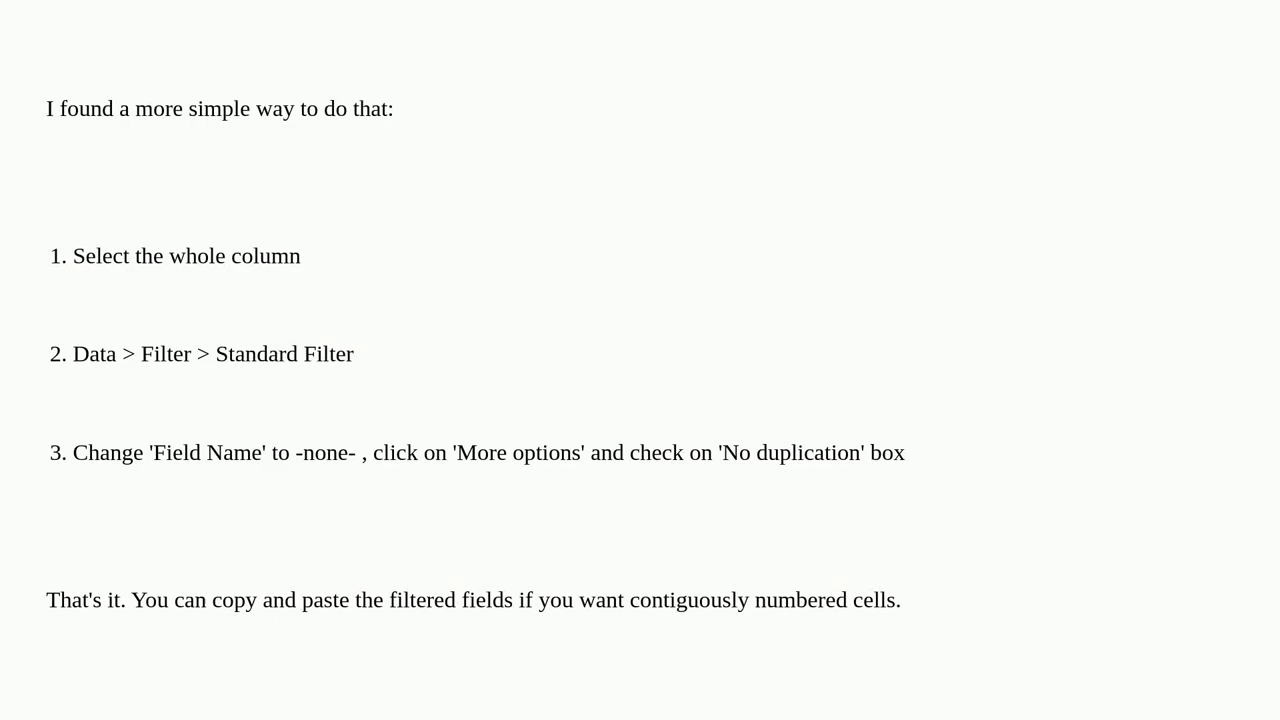 I found a more simple way to do that:
1. Select the whole column
2. Data > Filter > Standard Filter
3. Change 'Field Name' to -none- , click on 'More options' and check on 'No duplication' box
That's it. You can copy and paste the filtered fields if you want contiguously numbered cells.